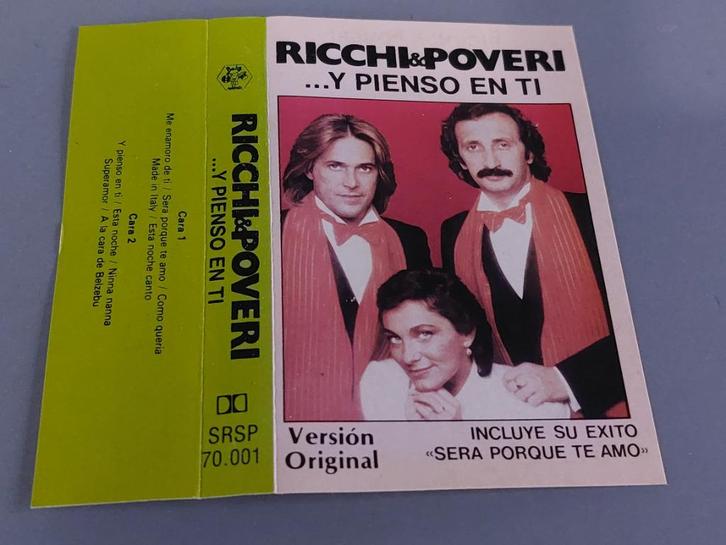 RICCHI&POVERI
...Y PIENSO EN TI
Versión
Original
INCLUYE SU EXITO
«SERA PORQUE TE AMO»
RICCHI&POVERI
...Y PIENSO EN TI
SRSP
70.001
Cara 1
Me enamoro de ti / Sera porque te amo / Como queria
Made in Italy / Esta noche canto
Cara 2
Y pienso en ti / Esta noche / Ninna nanna
Superamor / A la cara de Belzebu